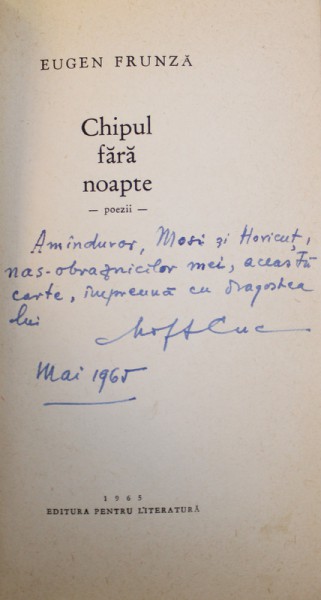 EUGEN FRUNZĂ
Chipul
fără
noapte
— poezii —
Amînduror, Mosi și Horicuț,
nas-obraznicilor mei, această
carte, împreună cu dragostea
lui
Mai 1965
1965
EDITURA PENTRU LITERATURĂ